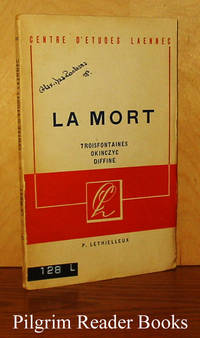 CENTRE D'ETUDES LAENNEC
LA MORT
TROISFONTAINES
OKINCZYC
DIFFINE
P. LETHIELLEUX
128 L
Pilgrim Reader Books